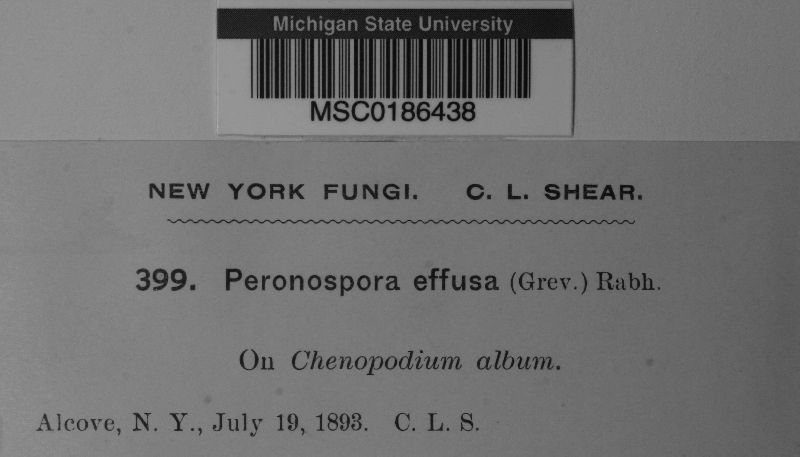 Michigan State University
MSC0186438
NEW YORK FUNGI. C. L. SHEAR.
399. Peronospora effusa (Grev.) Rabh.
On Chenopodium album.
Alcove, N. Y., July 19, 1893. C. L. S.